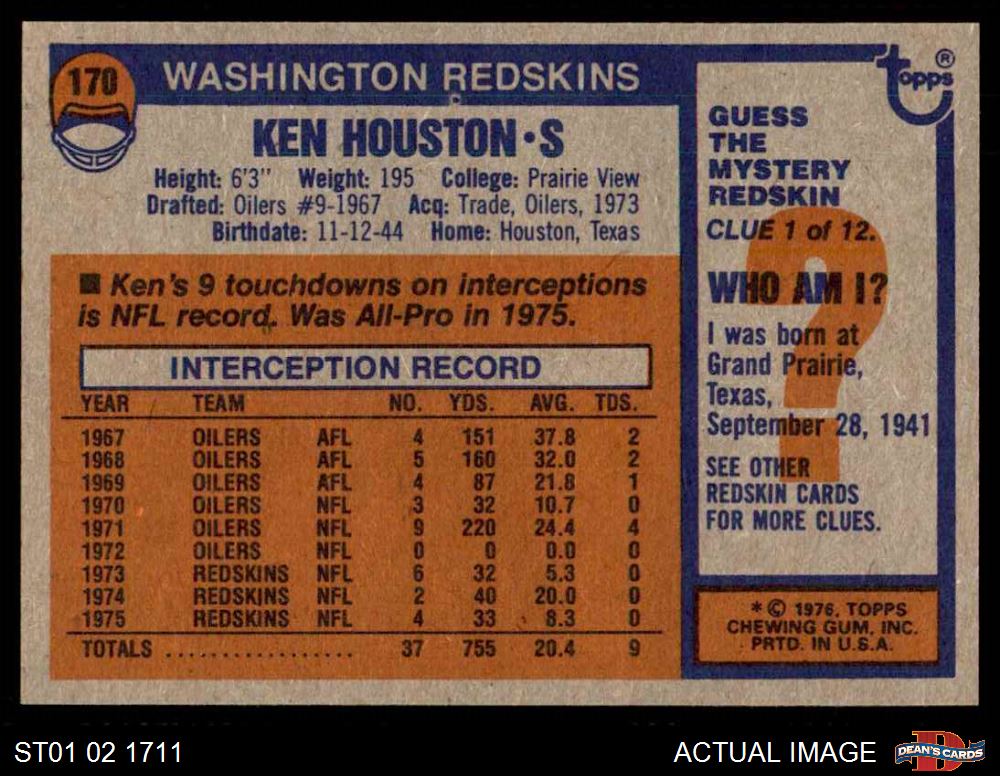 170
WASHINGTON REDSKINS
KEN HOUSTON•S
Height: 6'3" Weight: 195 College: Prairie View
Drafted: Oilers #9-1967 Acq: Trade, Oilers, 1973
Birthdate: 11-12-44 Home: Houston, Texas
■ Ken's 9 touchdowns on interceptions
is NFL record. Was All-Pro in 1975.
INTERCEPTION RECORD
YEAR TEAM NO. YDS. AVG. TDS.
1967 OILERS AFL 4 151 37.8 2
1968 OILERS AFL 5 160 32.0 2
1969 OILERS AFL 4 87 21.8 1
1970 OILERS NFL 3 32 10.7 0
1971 OILERS NFL 9 220 24.4 4
1972 OILERS NFL 0 0 0.0 0
1973 REDSKINS NFL 6 32 5.3 0
1974 REDSKINS NFL 2 40 20.0 0
1975 REDSKINS NFL 4 33 8.3 0
TOTALS .................. 37 755 20.4 9
topps®
GUESS
THE
MYSTERY
REDSKIN
CLUE 1 of 12.
?
WHO AM I?
I was born at
Grand Prairie,
Texas,
September 28, 1941
SEE OTHER
REDSKIN CARDS
FOR MORE CLUES.
*© 1976, TOPPS
CHEWING GUM, INC.
PRTD. IN U.S.A.
ST01 02 1711
ACTUAL IMAGE
D
DEAN'S CARDS